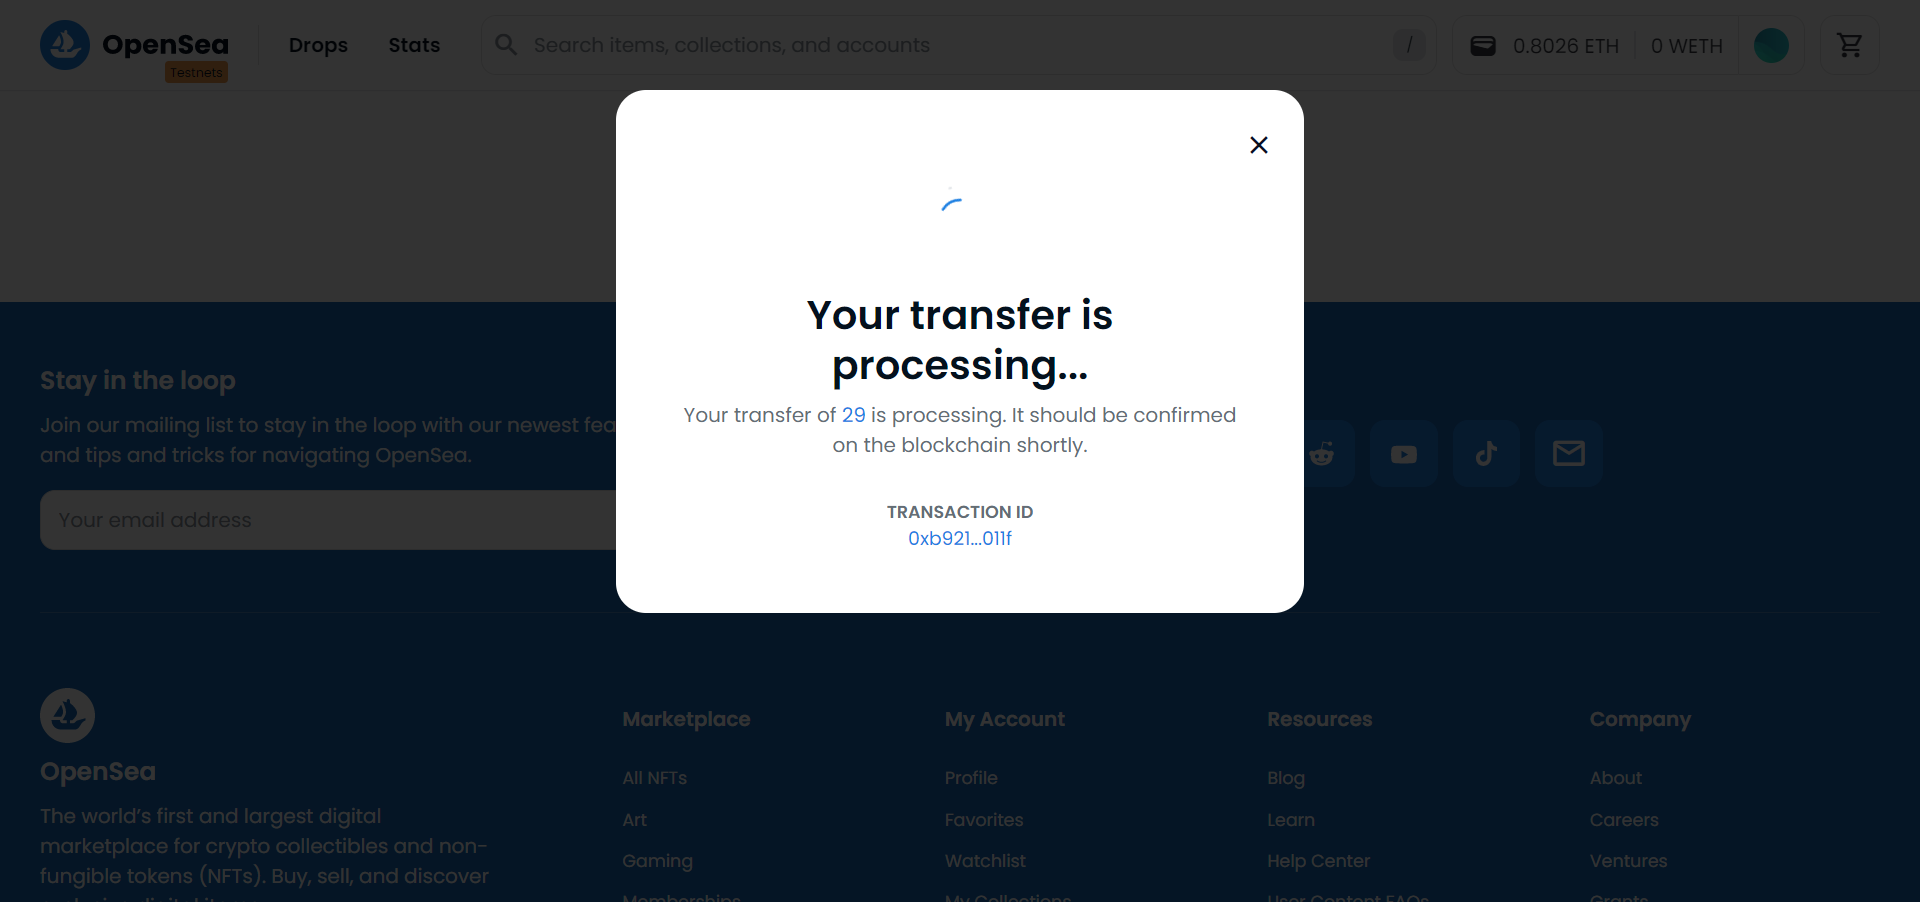 OpenSea
Testnets
Drops
Stats
Search items, collections, and accounts
/
0.8026 ETH
0 WETH
Your transfer is
processing...
Your transfer of 29 is processing. It should be confirmed
on the blockchain shortly.
TRANSACTION ID
0xb921...011f
Stay in the loop
Join our mailing list to stay in the loop with our newest fea
and tips and tricks for navigating OpenSea.
Your email address
OpenSea
The world’s first and largest digital
marketplace for crypto collectibles and non-
fungible tokens (NFTs). Buy, sell, and discover
Marketplace
All NFTs
Art
Gaming
Memberships
My Account
Profile
Favorites
Watchlist
My Collections
Resources
Blog
Learn
Help Center
User Content FAQs
Company
About
Careers
Ventures
Grants